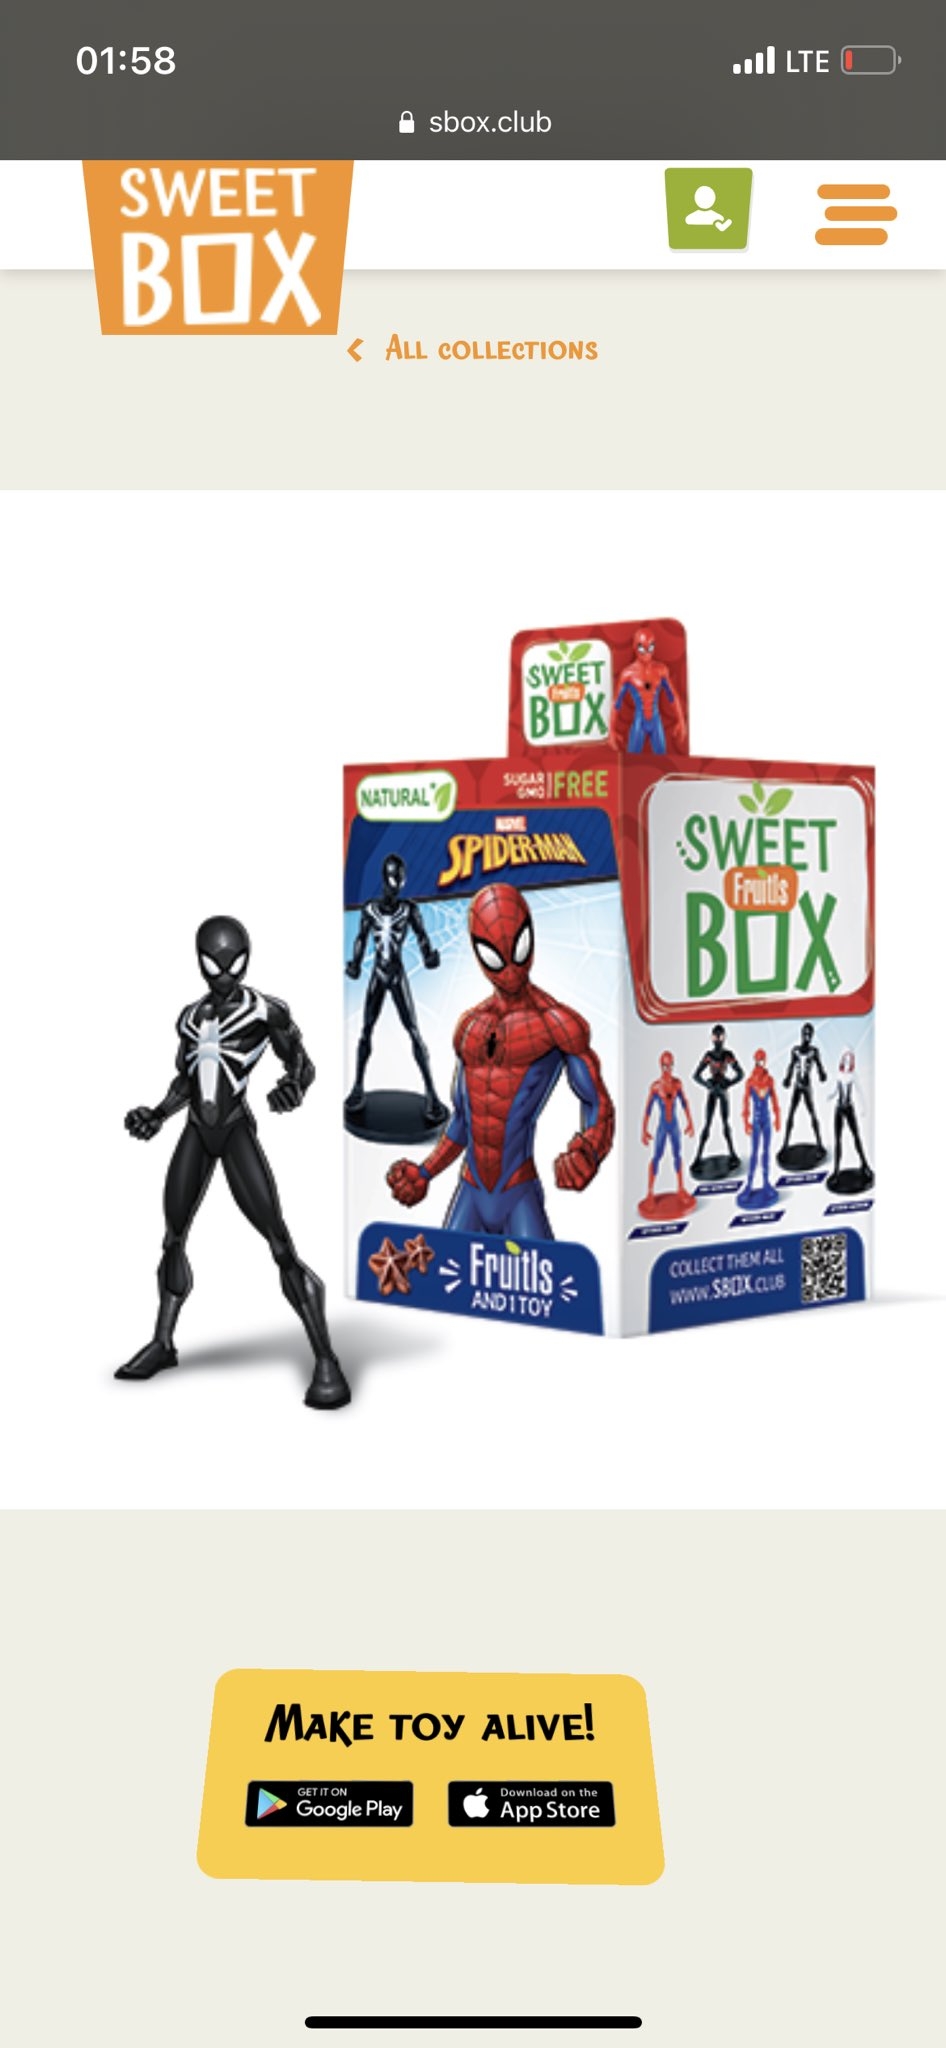 01:58
LTE
sbox.club
SWEET
BOX
ALL COLLECTIONS
SWEET
Fruitls
BOX
NATURAL*
SUGAR
GMO
FREE
MARVEL
SPIDER-MAN
SWEET
Fruitls
BOX
Fruitls
AND 1 TOY
COLLECT THEM ALL
WWW.SBOX.CLUB
MAKE TOY ALIVE!
GET IT ON
Google Play
Download on the
App Store